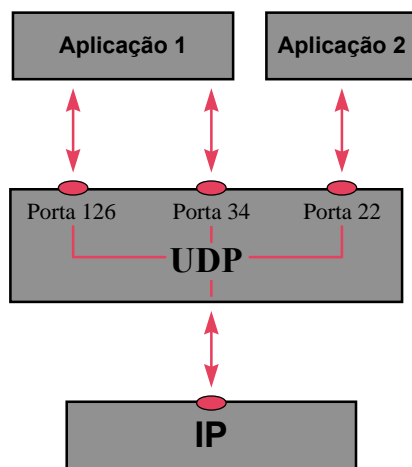 Aplicação 1
Aplicação 2
Porta 126
Porta 34
Porta 22
UDP
IP